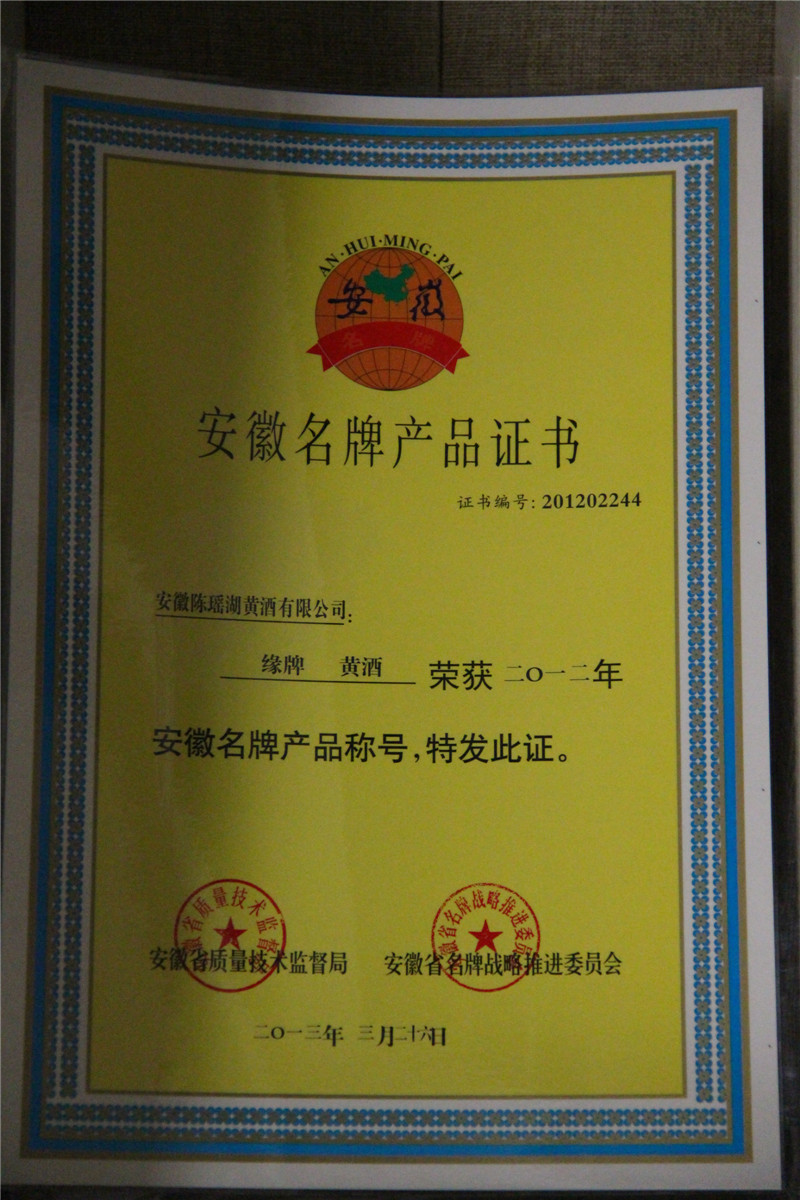 AN·HUI·MING·PAI
安徽
名牌
安徽名牌产品证书
证书编号：201202244
安徽陈瑶湖黄酒有限公司：
缘牌 黄酒 荣获 二〇一二年
安徽名牌产品称号，特发此证。
安徽省质量技术监督局 安徽省名牌战略推进委员会
二〇一三年 三月二十六日